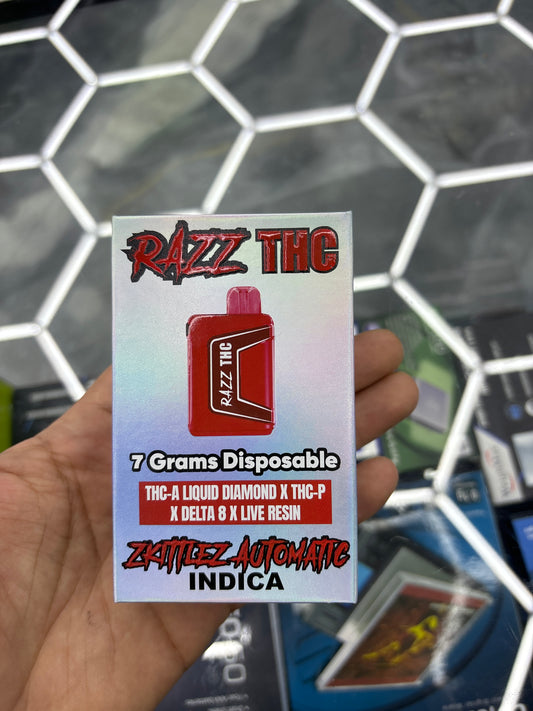 RAZZ THC
RAZZ THC
7 Grams Disposable
THC-A LIQUID DIAMOND X THC-P
X DELTA 8 X LIVE RESIN
ZKITTLEZ AUTOMATIC
INDICA